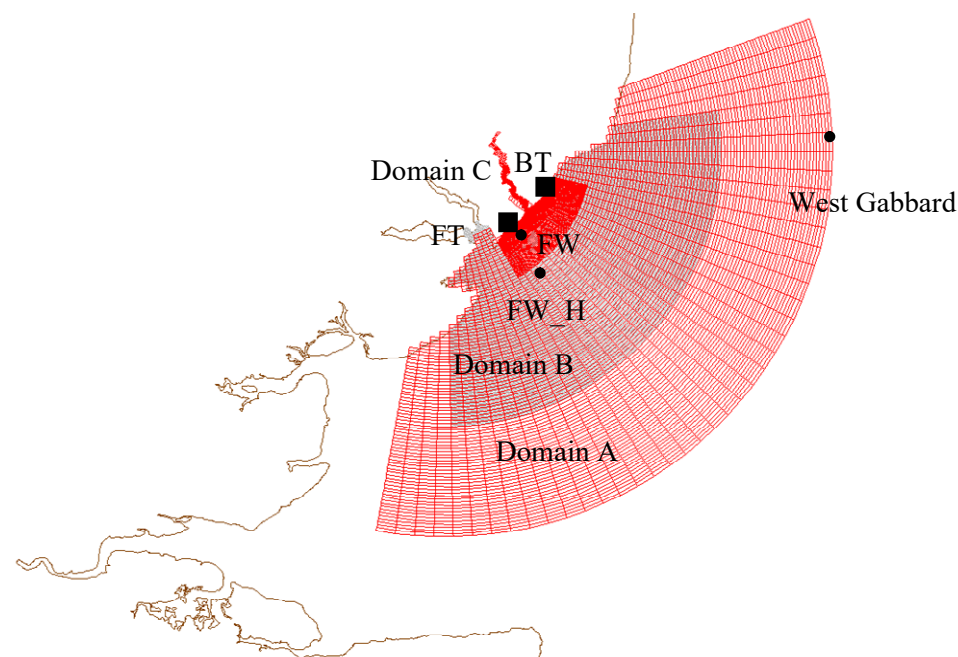 BT
Domain C
West Gabbard
FT
FW
FW_H
Domain B
Domain A